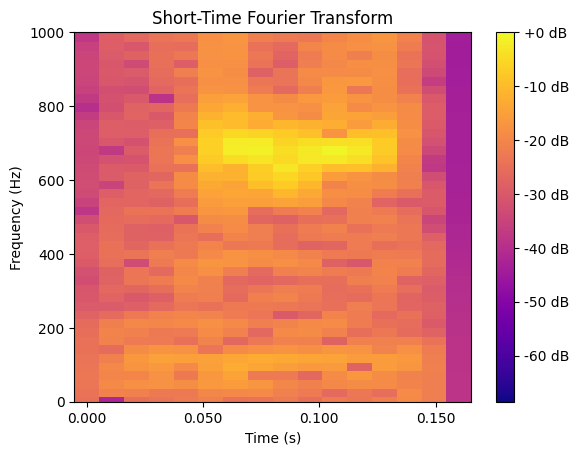 Short-Time Fourier Transform
1000
800
600
400
200
0
Frequency (Hz)
0.000
0.050
0.100
0.150
Time (s)
+0 dB
-10 dB
-20 dB
-30 dB
-40 dB
-50 dB
-60 dB